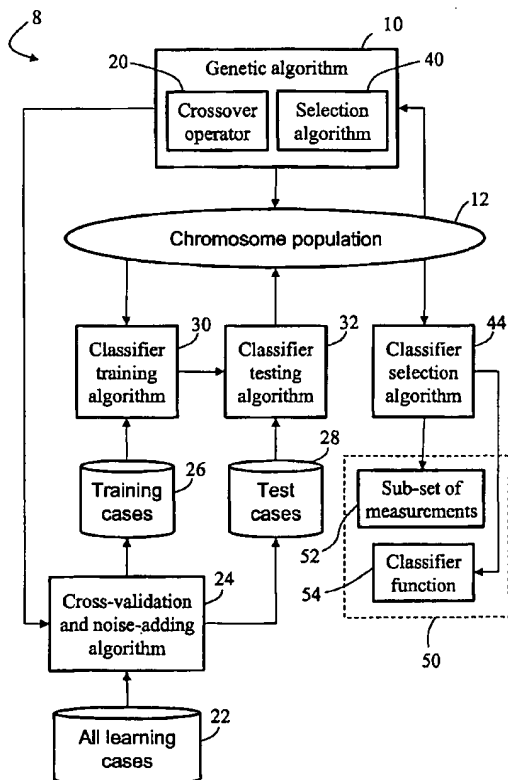 8
10
Genetic algorithm
20
40
Crossover
operator
Selection
algorithm
12
Chromosome population
30
32
44
Classifier
training
algorithm
Classifier
testing
algorithm
Classifier
selection
algorithm
26
28
Training
cases
Test
cases
Sub-set of
measurements
52
Classifier
function
54
24
Cross-validation
and noise-adding
algorithm
50
22
All learning
cases